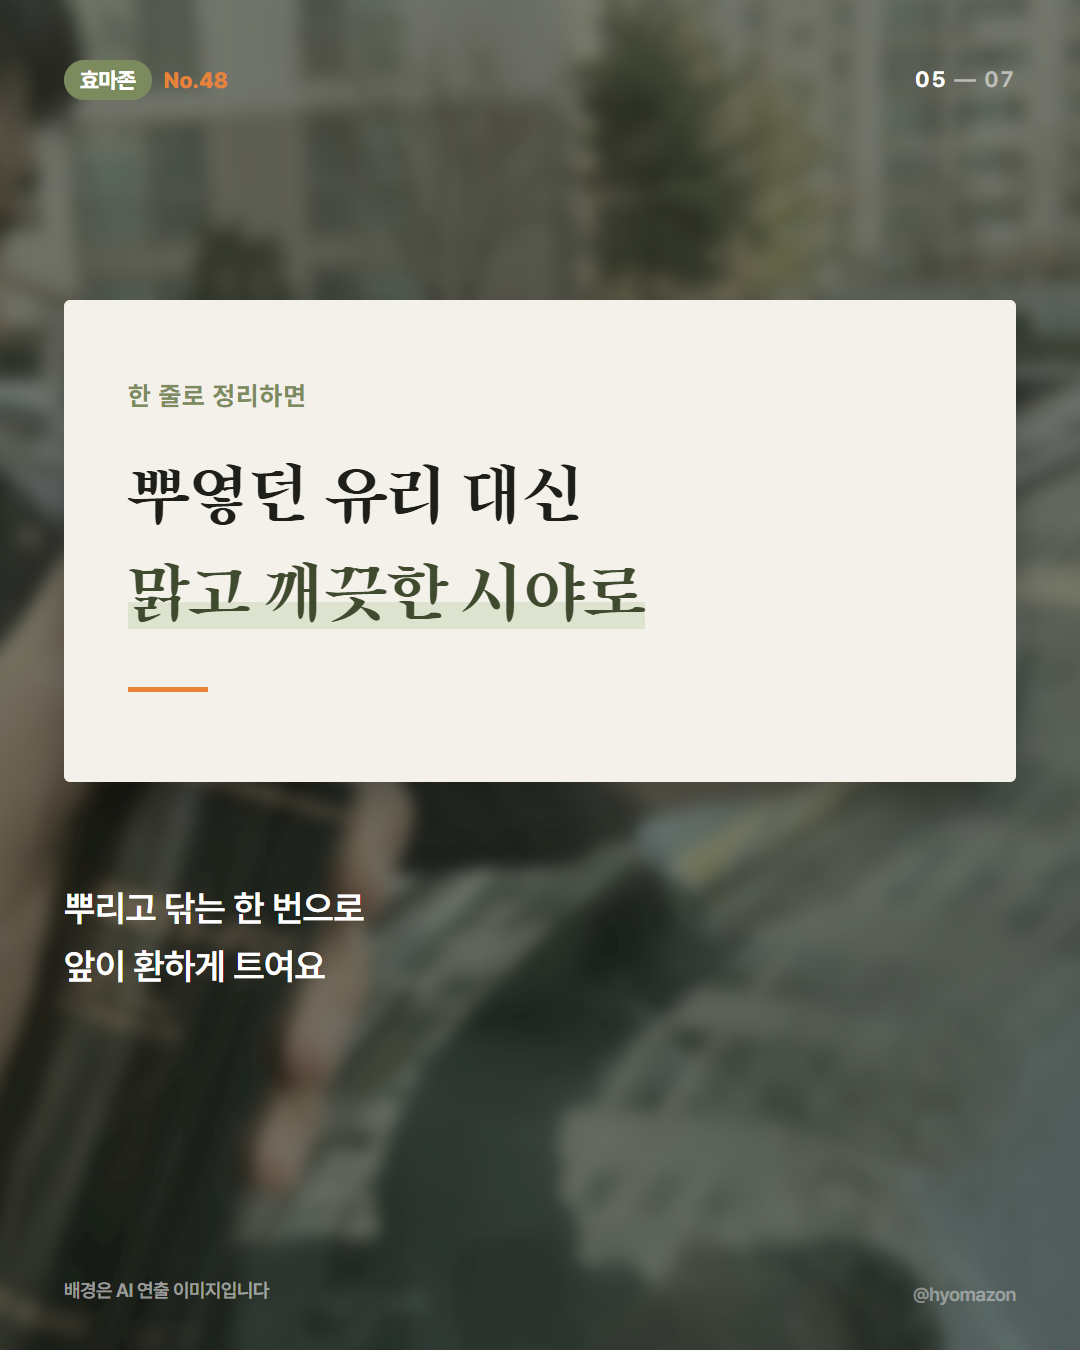 효마존 No.48
05 — 07
한 줄로 정리하면
뿌옇던 유리 대신
맑고 깨끗한 시야로
뿌리고 닦는 한 번으로
앞이 환하게 트여요
배경은 AI 연출 이미지입니다
@hyomazon